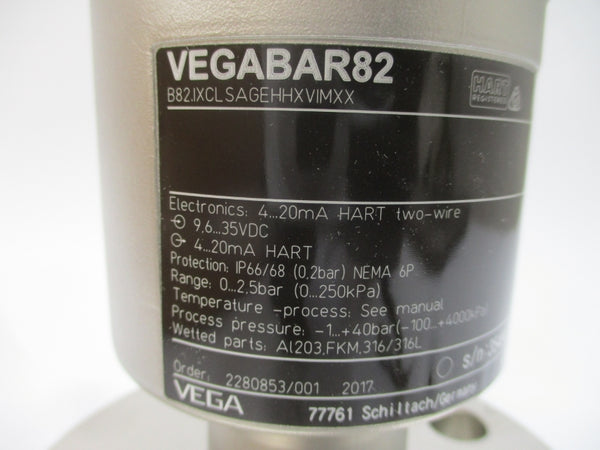 VEGABAR82
B82.IXCLSAGEHHXVIMXX
HART
REGISTERED
Electronics: 4...20mA HART two-wire
9,6...35VDC
4...20mA HART
Protection: IP66/68 (0,2bar) NEMA 6P
Range: 0...2,5bar (0...250kPa)
Temperature -process: See manual
Process pressure: -1...+40bar(-100...+4000kPa)
Wetted parts: Al2O3,FKM,316/316L
s/n:
Order: 2280853/001 2017
VEGA 77761 Schiltach/Germany